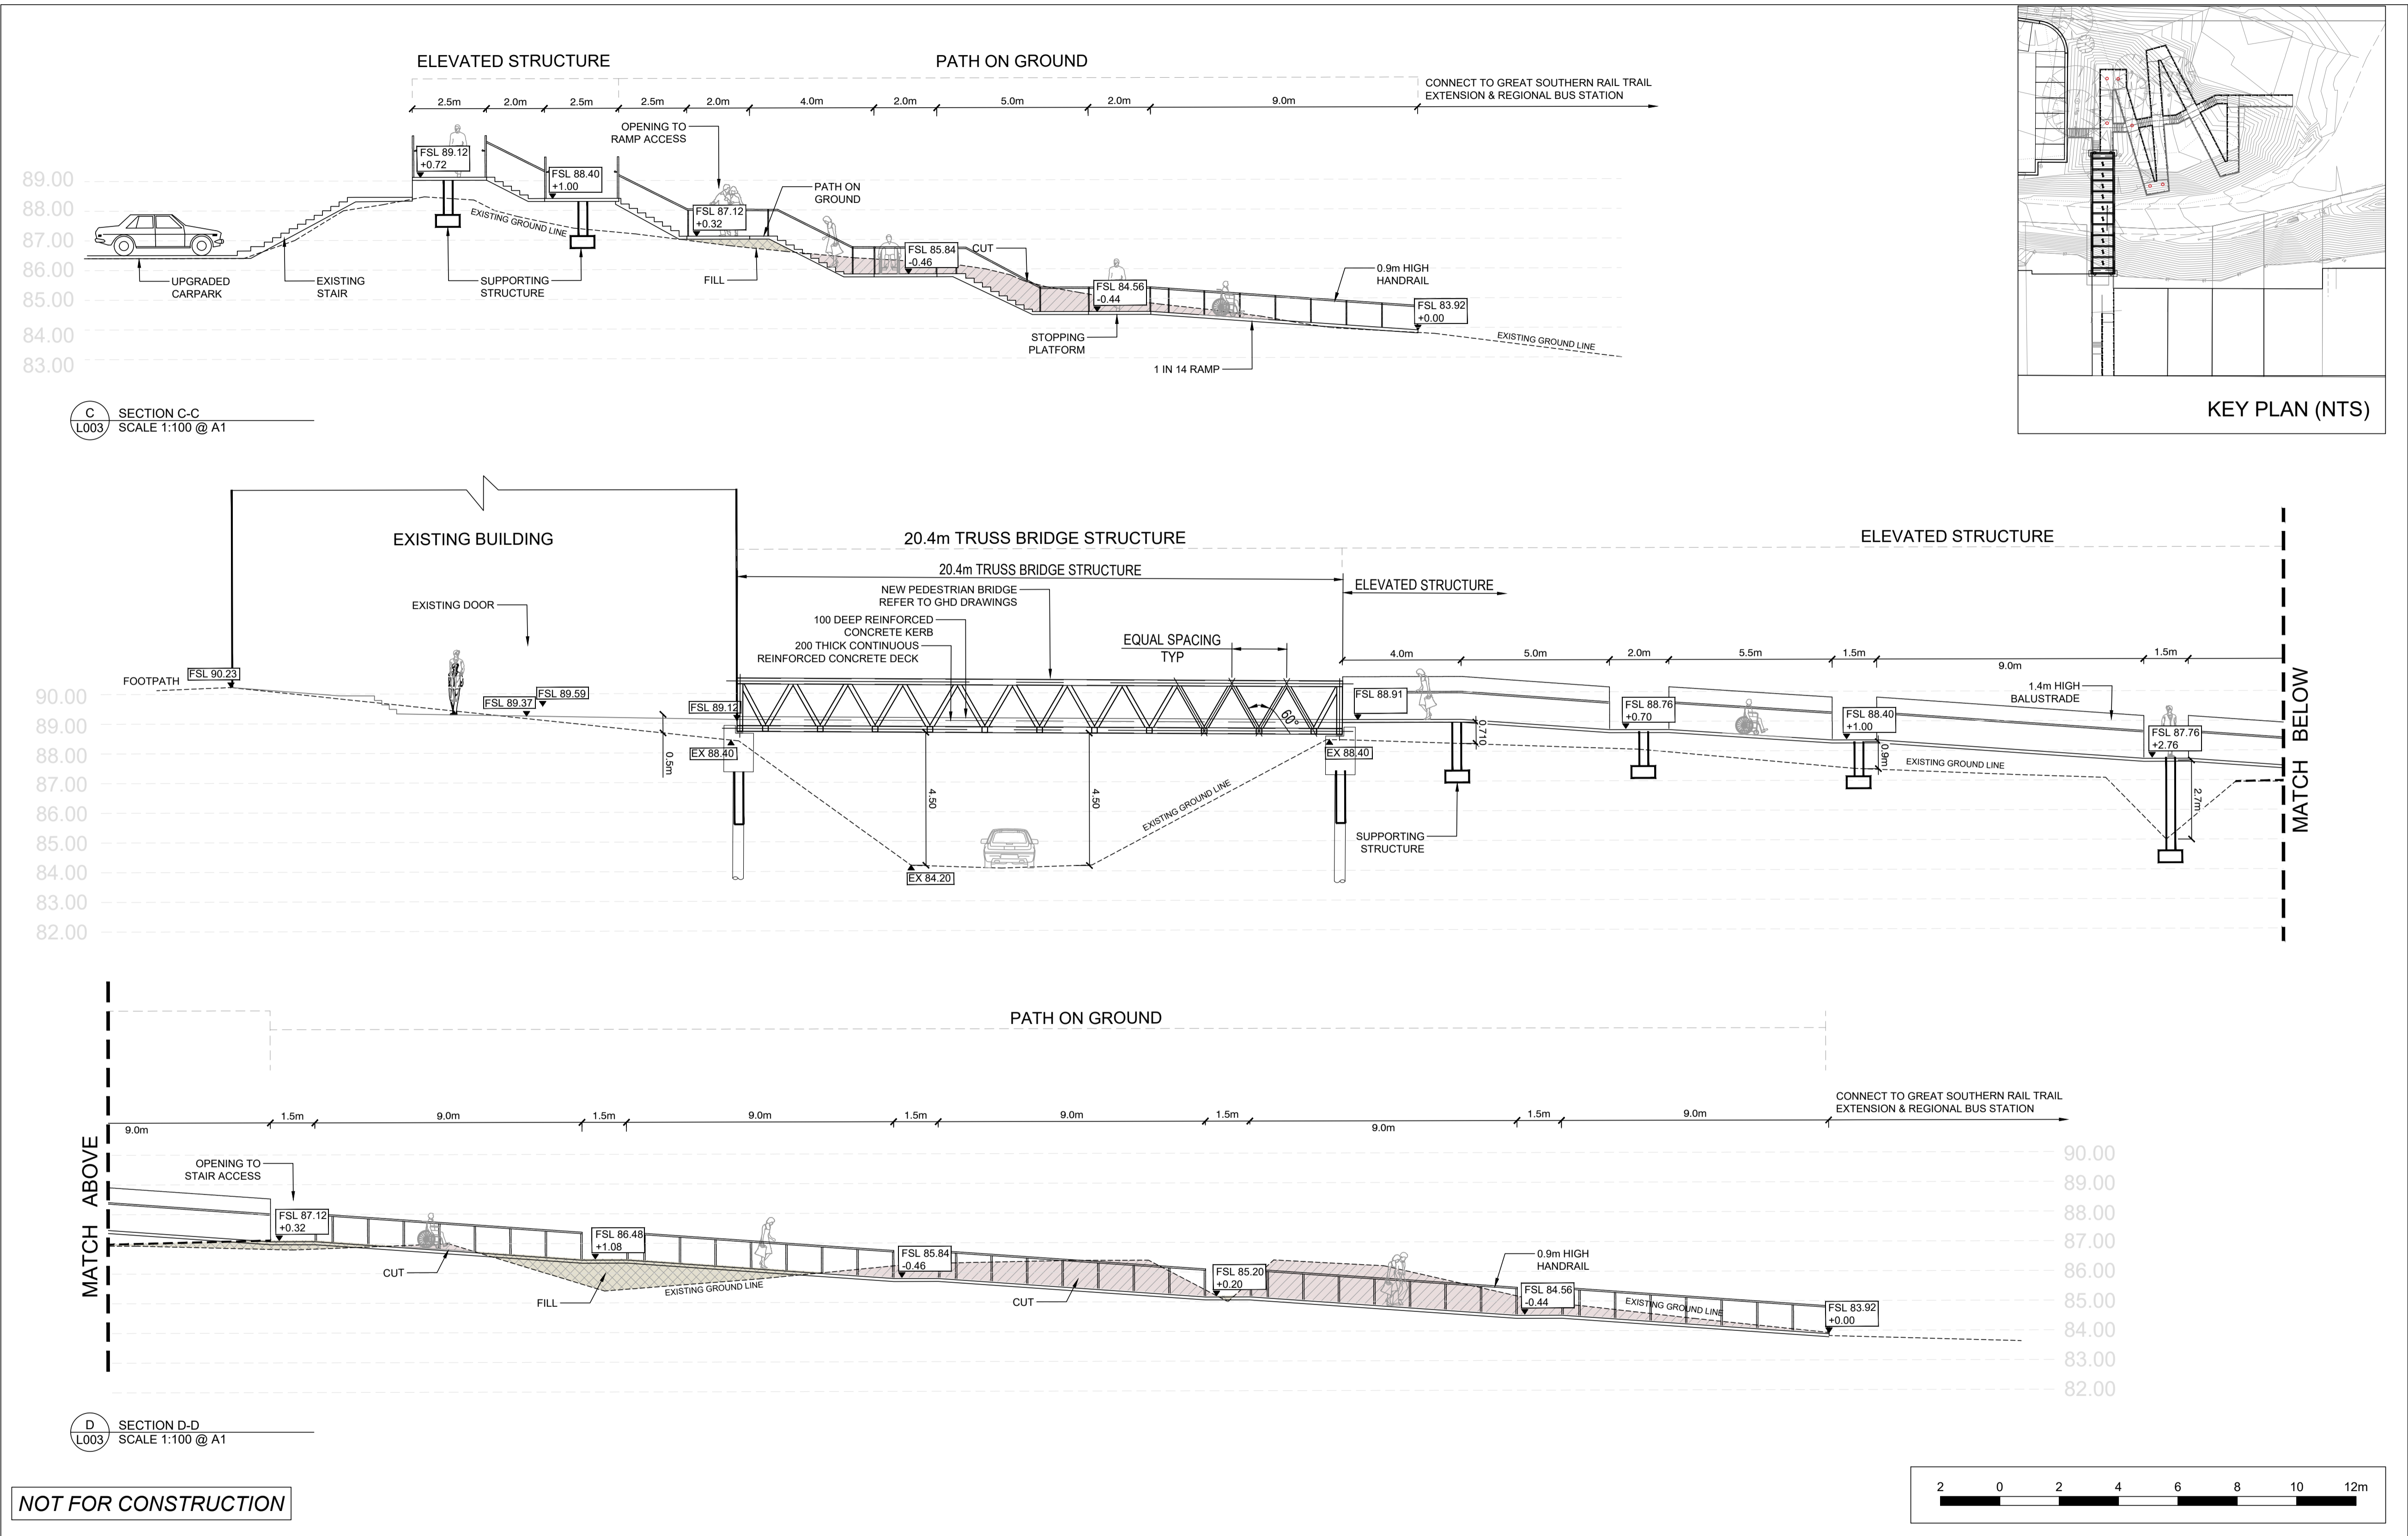 ELEVATED STRUCTURE
PATH ON GROUND
CONNECT TO GREAT SOUTHERN RAIL TRAIL
EXTENSION & REGIONAL BUS STATION
2.5m
2.0m
2.5m
2.5m
2.0m
4.0m
2.0m
5.0m
2.0m
9.0m
OPENING TO
RAMP ACCESS
FSL 89.12
+0.72
FSL 88.40
+1.00
PATH ON
GROUND
89.00
88.00
87.00
86.00
85.00
84.00
83.00
FSL 87.12
+0.32
EXISTING GROUND LINE
FSL 85.84
-0.46
CUT
0.9m HIGH
HANDRAIL
UPGRADED
CARPARK
EXISTING
STAIR
SUPPORTING
STRUCTURE
FILL
FSL 84.56
-0.44
FSL 83.92
+0.00
STOPPING
PLATFORM
EXISTING GROUND LINE
1 IN 14 RAMP
C
L003
SECTION C-C
SCALE 1:100 @ A1
KEY PLAN (NTS)
EXISTING BUILDING
20.4m TRUSS BRIDGE STRUCTURE
ELEVATED STRUCTURE
20.4m TRUSS BRIDGE STRUCTURE
ELEVATED STRUCTURE
NEW PEDESTRIAN BRIDGE
REFER TO GHD DRAWINGS
EXISTING DOOR
100 DEEP REINFORCED
CONCRETE KERB
200 THICK CONTINUOUS
REINFORCED CONCRETE DECK
EQUAL SPACING
TYP
4.0m
5.0m
2.0m
5.5m
1.5m
9.0m
1.5m
FOOTPATH
FSL 90.23
FSL 89.37
FSL 89.59
FSL 89.12
60°
FSL 88.91
FSL 88.76
+0.70
FSL 88.40
+1.00
1.4m HIGH
BALUSTRADE
FSL 87.76
+2.76
90.00
89.00
88.00
87.00
86.00
85.00
84.00
83.00
82.00
0.5m
EX 88.40
EX 88.40
0.710
0.9m
EXISTING GROUND LINE
4.50
4.50
EXISTING GROUND LINE
2.7m
SUPPORTING
STRUCTURE
EX 84.20
MATCH BELOW
PATH ON GROUND
CONNECT TO GREAT SOUTHERN RAIL TRAIL
EXTENSION & REGIONAL BUS STATION
9.0m
1.5m
9.0m
1.5m
9.0m
1.5m
9.0m
1.5m
9.0m
1.5m
9.0m
MATCH ABOVE
OPENING TO
STAIR ACCESS
FSL 87.12
+0.32
FSL 86.48
+1.08
FSL 85.84
-0.46
FSL 85.20
+0.20
0.9m HIGH
HANDRAIL
FSL 84.56
-0.44
EXISTING GROUND LINE
FSL 83.92
+0.00
CUT
FILL
EXISTING GROUND LINE
CUT
90.00
89.00
88.00
87.00
86.00
85.00
84.00
83.00
82.00
D
L003
SECTION D-D
SCALE 1:100 @ A1
NOT FOR CONSTRUCTION
2 0 2 4 6 8 10 12m